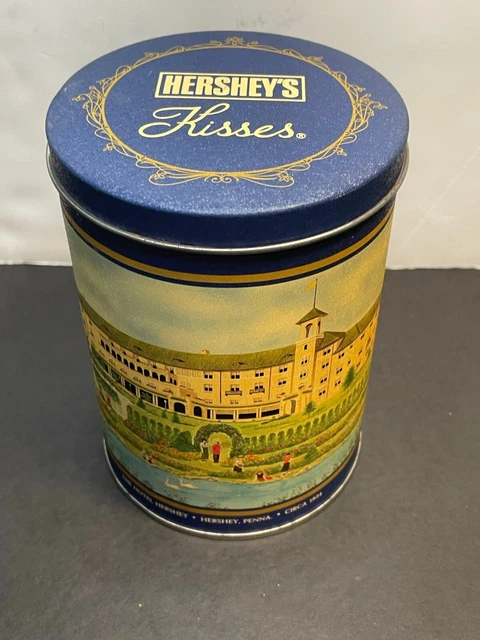 HERSHEY'S
Kisses®
THE HOTEL HERSHEY • HERSHEY, PENNA. • CIRCA 1934